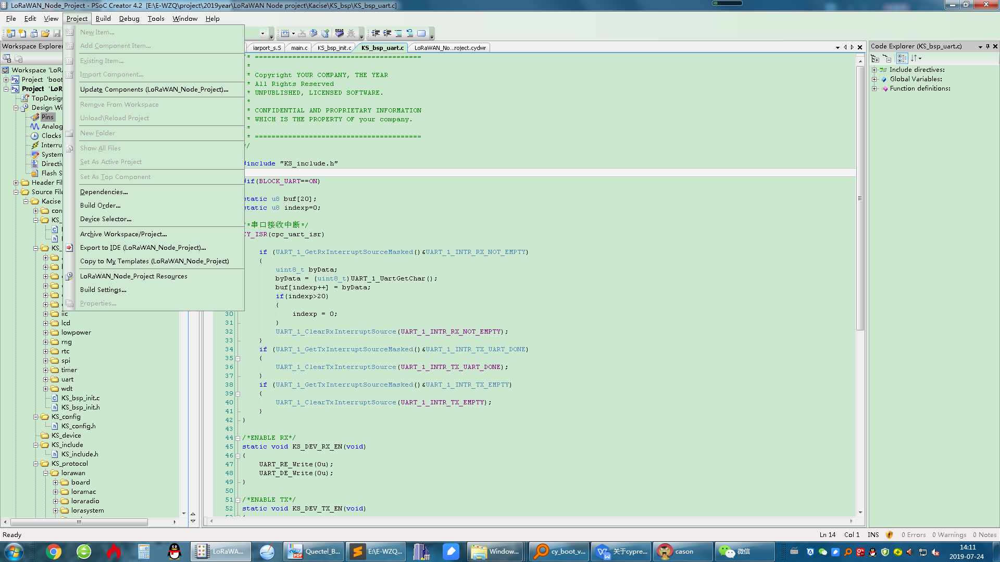 LoRaWAN_Node_Project - PSoC Creator 4.2  [E:\E-WZQ\project\2019year\LoRaWAN Node project\Kacise\KS_bsp\KS_bsp_uart.c]
File Edit View Project Build Debug Tools Window Help
New Item...
Add Component Item...
Existing Item...
Import Component...
Update Components (LoRaWAN_Node_Project)...
Remove From Workspace
Unload\Reload Project
New Folder
Show All Files
Set As Active Project
Set As Top Component
Dependencies...
Build Order...
Device Selector...
Archive Workspace/Project...
Export to IDE (LoRaWAN_Node_Project)...
Copy to My Templates (LoRaWAN_Node_Project)
LoRaWAN_Node_Project Resources
Build Settings...
Properties...
Workspace Explorer
Workspace 'LoRA
Project 'boot
Project 'LoR
TopDesign
Design Wi
Pins
Analog
Clocks
Interru
System
Directiv
Flash S
Header Fil
Source File
Kacise
con
KS_
KS_
iic
lcd
lowpower
rng
rtc
spi
timer
uart
wdt
KS_bsp_init.c
KS_bsp_init.h
KS_config
KS_config.h
KS_device
KS_include
KS_include.h
KS_protocol
lorawan
board
loramac
loraradio
lorasystem
iarport_s.S main.c KS_bsp_init.c KS_bsp_uart.c LoRaWAN_No...roject.cydwr
* ========================================
*
* Copyright YOUR COMPANY, THE YEAR
* All Rights Reserved
* UNPUBLISHED, LICENSED SOFTWARE.
*
* CONFIDENTIAL AND PROPRIETARY INFORMATION
* WHICH IS THE PROPERTY OF your company.
*
* ========================================
*/
#include "KS_include.h"
#if(BLOCK_UART==ON)
static u8 buf[20];
static u8 indexp=0;
/*串口接收中断*/
CY_ISR(cpc_uart_isr)
if (UART_1_GetRxInterruptSourceMasked()&UART_1_INTR_RX_NOT_EMPTY)
{
uint8_t byData;
byData = (uint8_t)UART_1_UartGetChar();
buf[indexp++] = byData;
if(indexp>20)
{
30 indexp = 0;
31 }
32 UART_1_ClearRxInterruptSource(UART_1_INTR_RX_NOT_EMPTY);
33 }
34 if (UART_1_GetTxInterruptSourceMasked()&UART_1_INTR_TX_UART_DONE)
35 {
36 UART_1_ClearTxInterruptSource(UART_1_INTR_TX_UART_DONE);
37 }
38 if (UART_1_GetTxInterruptSourceMasked()&UART_1_INTR_TX_EMPTY)
39 {
40 UART_1_ClearTxInterruptSource(UART_1_INTR_TX_EMPTY);
41 }
42 }
43
44 /*ENABLE RX*/
45 static void KS_DEV_RX_EN(void)
46 {
47 UART_RE_Write(0u);
48 UART_DE_Write(0u);
49 }
50
51 /*ENABLE TX*/
52 static void KS_DEV_TX_EN(void)
Code Explorer (KS_bsp_uart.c)
Include directives:
Global Variables:
Function definitions:
Ready
Ln 14 Col 1 INS 0 Errors 0 Warnings 0 Notes
LoRaWA... Quectel_B... E:\E-WZQ... Window... cy_boot_v... 关于cypre... cason 微信
14:11
2019-07-24